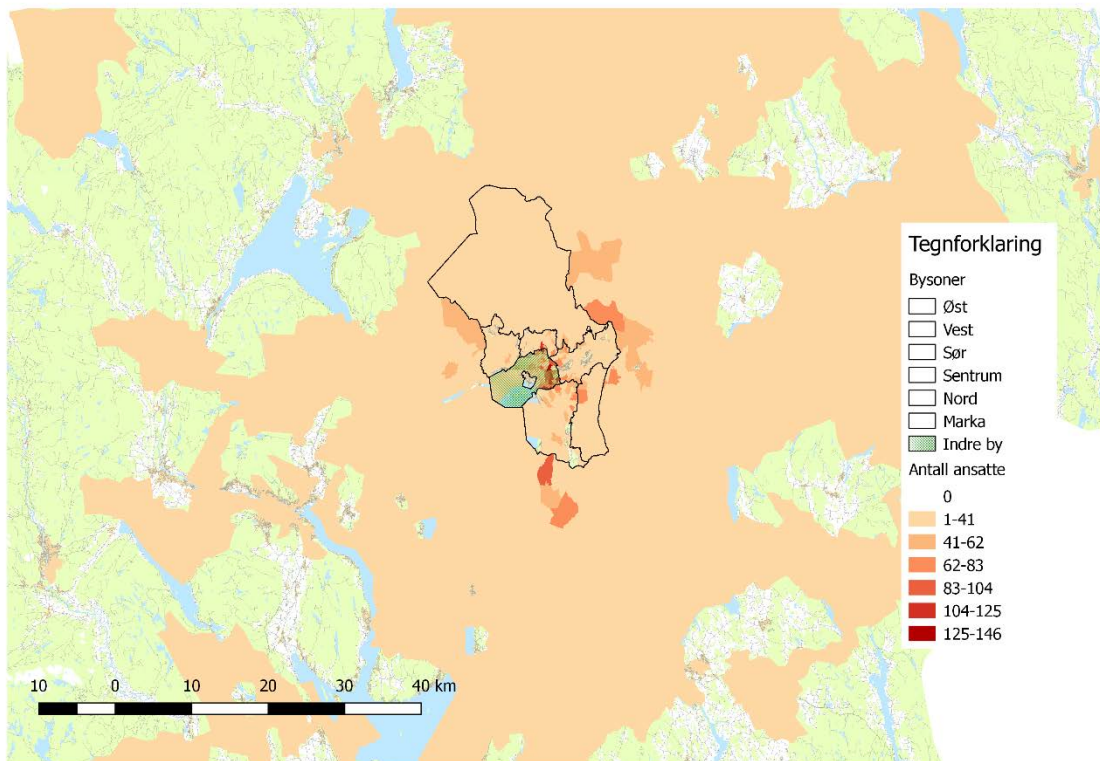 Tegnforklaring
Bysoner
Øst
Vest
Sør
Sentrum
Nord
Marka
Indre by
Antall ansatte
0
1-41
41-62
62-83
83-104
104-125
125-146
10 0 10 20 30 40 km